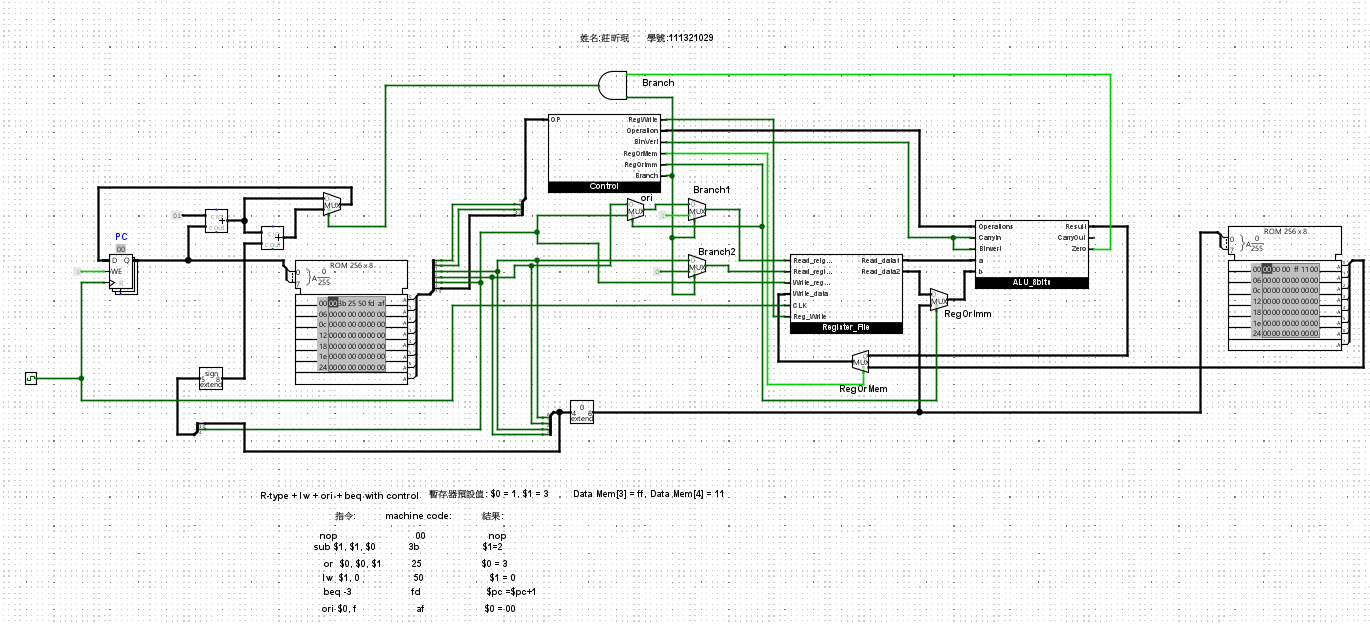 姓名:莊昕珉 學號:111321029
Branch
O.P
RegWrite
Operation
BinVerl
RegOrMem
RegOrImm
Branch
Control
ori
Branch1
MUX
MUX
MUX
01
PC
00
D Q
WE
R
ROM 256 x 8
0
7
A 0
255
00 00 3b 25 50 fd af
06 00 00 00 00 00 00
0c 00 00 00 00 00 00
12 00 00 00 00 00 00
18 00 00 00 00 00 00
1e 00 00 00 00 00 00
24 00 00 00 00 00 00
Branch2
MUX
Read_relg... Read_data1
Read_regi... Read_data2
Write_reg...
Write_data
CLK
Reg_Write
Register_File
Operations Result
CarryIn CarryOut
Binverl Zero
a
b
ALU_8bits
MUX
RegOrImm
MUX
RegOrMem
ROM 256 x 8
0
7
A 0
255
00 00 00 00 ff 11 00
06 00 00 00 00 00 00
0c 00 00 00 00 00 00
12 00 00 00 00 00 00
18 00 00 00 00 00 00
1e 00 00 00 00 00 00
24 00 00 00 00 00 00
sign
extend
0
4 8
extend
R-type + lw + ori + beq with control 暫存器預設值: $0 = 1, $1 = 3 Data Mem[3] = ff, Data Mem[4] = 11
指令: machine code: 結果:
nop 00 nop
sub $1, $1, $0 3b $1=2
or $0, $0, $1 25 $0 = 3
lw $1, 0 50 $1 = 0
beq -3 fd $pc =$pc+1
ori $0, f af $0 = 00